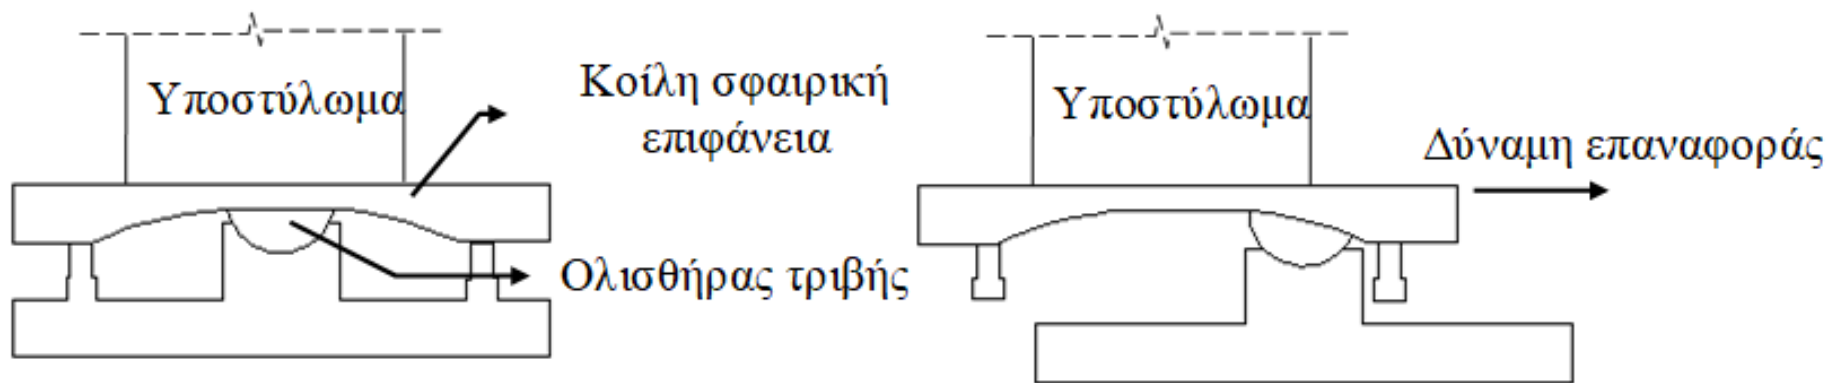 Υποστύλωμα
Κοίλη σφαιρική
επιφάνεια
Ολισθήρας τριβής
Υποστύλωμα
Δύναμη επαναφοράς